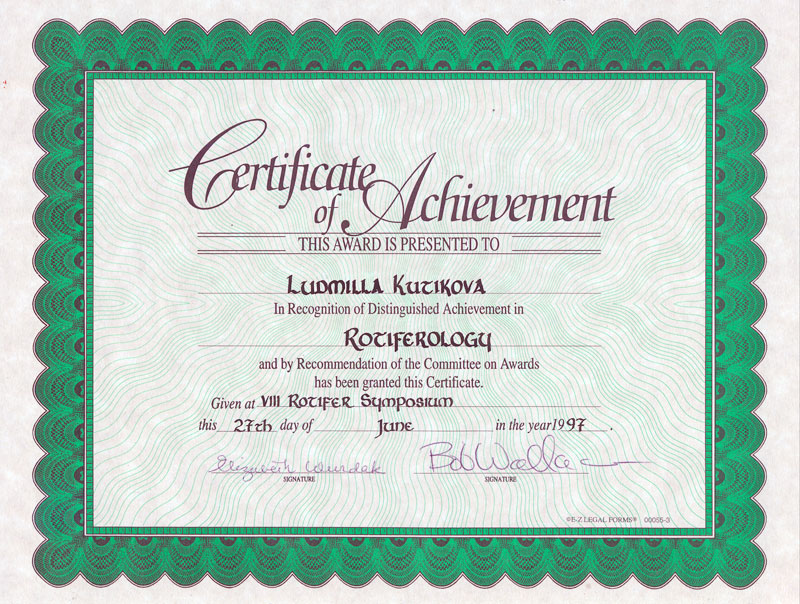 Certificate
of Achievement
THIS AWARD IS PRESENTED TO
Ludmilla Kutikova
In Recognition of Distinguished Achievement in
Rotiferology
and by Recommendation of the Committee on Awards
has been granted this Certificate.
Given at VIII Rotifer Symposium
this 27th day of June in the year 1997.
Elizabeth Wurdak Bob Wallace
SIGNATURE SIGNATURE
©E-Z LEGAL FORMS® 00055-3